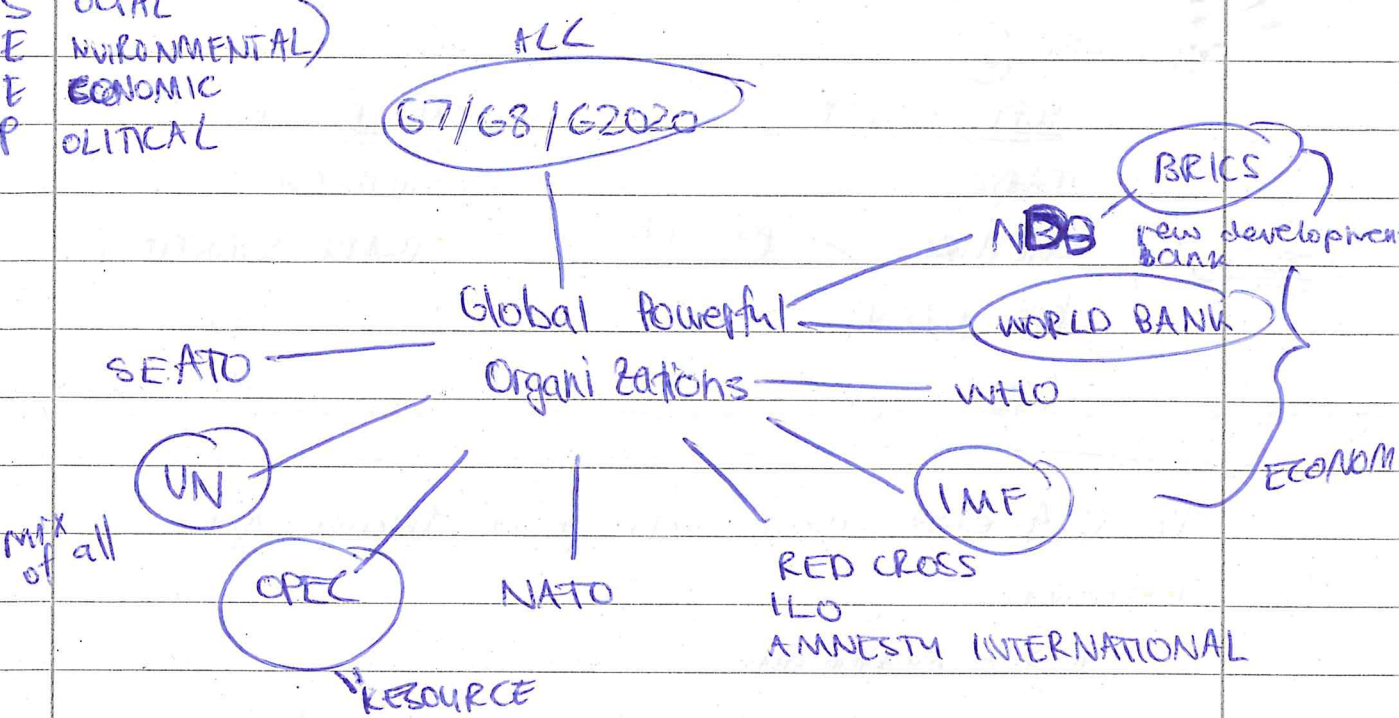 S OCIAL
E NVIRONMENTAL)
E ECONOMIC
P OLITICAL
ALL
G7/G8/G2020
BRICS
NDB new developmen
bank
Global Powerful
Organizations
WORLD BANK
SEATO
WHO
UN
IMF
ECONOM
mix
of all
OPEC
NATO
RED CROSS
ILO
AMNESTY INTERNATIONAL
RESOURCE